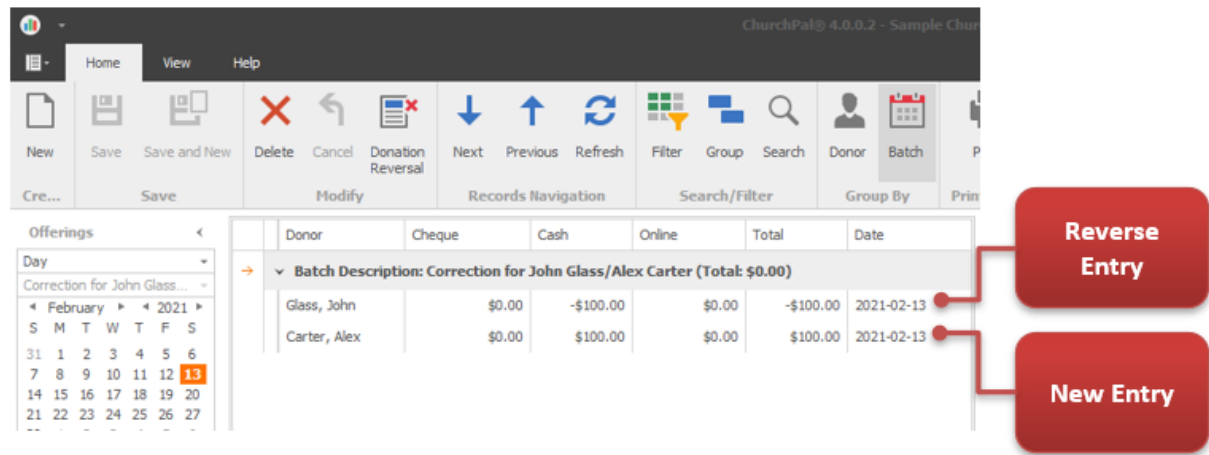 ChurchPal® 4.0.0.2 - Sample Chur
Home View Help
New Save Save and New Delete Cancel Donation Reversal Next Previous Refresh Filter Group Search Donor Batch P
Cre... Save Modify Records Navigation Search/Filter Group By Prin
Offerings
Day
Correction for John Glass...
February 2021
S M T W T F S
31 1 2 3 4 5 6
7 8 9 10 11 12 13
14 15 16 17 18 19 20
21 22 23 24 25 26 27
Donor Cheque Cash Online Total Date
Batch Description: Correction for John Glass/Alex Carter (Total: $0.00)
Glass, John $0.00 -$100.00 $0.00 -$100.00 2021-02-13
Carter, Alex $0.00 $100.00 $0.00 $100.00 2021-02-13
Reverse
Entry
New Entry